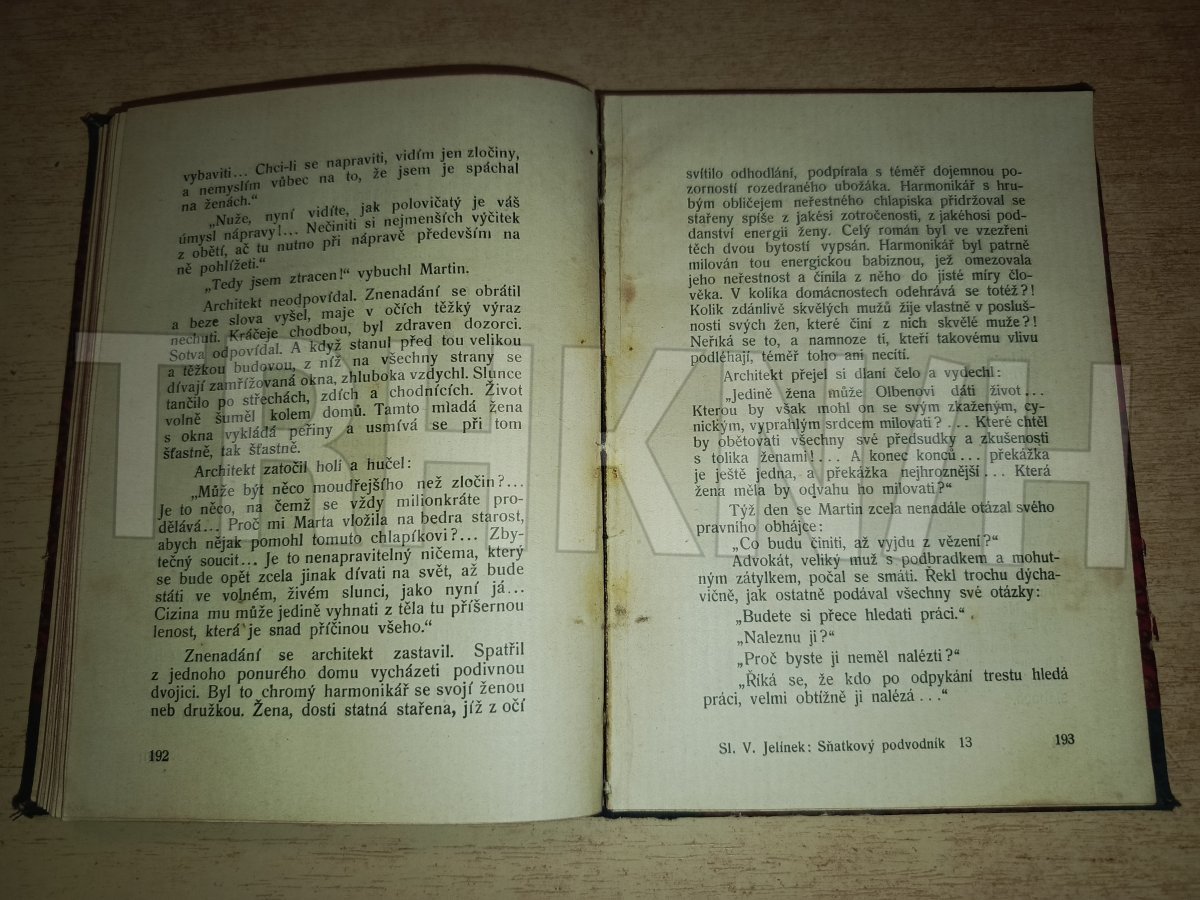 vybaviti... Chci-li se napraviti, vidím jen zločiny,
a nemyslím vůbec na to, že jsem je spáchal
na ženách.“
„Nuže, nyní vidíte, jak polovičatý je váš
úmysl nápravy!... Nečiniti si nejmenších výčitek
z obětí, ač tu nutno při nápravě především na
ně pohlížeti.“
„Tedy jsem ztracen!“ vybuchl Martin.
Architekt neodpovídal. Znenadání se obrátil
a beze slova vyšel, maje v očích těžký výraz
nechuti. Kráčeje chodbou, byl zdraven dozorci.
Sotva odpovídal. A když stanul před tou velikou
a těžkou budovou, z níž na všechny strany se
dívají zamřížovaná okna, zhluboka vzdychl. Slunce
tančilo po střechách, zdích a chodnících. Život
volně šuměl kolem domů. Tamto mladá žena
s okna vykládá peřiny a usmívá se při tom
šťastně, tak šťastně.
Architekt zatočil holí a hučel:
„Může být něco moudřejšího než zločin?...
Je to něco, na čemž se vždy milionkráte pro-
dělává... Proč mi Marta vložila na bedra starost,
abych nějak pomohl tomuto chlapíkovi?... Zby-
tečný soucit... Je to nenapravitelný ničema, který
se bude opět zcela jinak dívati na svět, až bude
státi ve volném, živém slunci, jako nyní já...
Cizina mu může jedině vyhnati z těla tu příšernou
lenost, která je snad příčinou všeho.“
Znenadání se architekt zastavil. Spatřil
z jednoho ponurého domu vycházeti podivnou
dvojici. Byl to chromý harmonikář se svojí ženou
neb družkou. Žena, dosti statná stařena, jíž z očí
192
svítilo odhodlání, podpírala s téměř dojemnou po-
zorností rozedraného ubožáka. Harmonikář s hru-
bým obličejem neřestného chlapiska přidržoval se
stařeny spíše z jakési zotročenosti, z jakéhosi pod-
danství energii ženy. Celý román byl ve vzezření
těch dvou bytostí vypsán. Harmonikář byl patrně
milován tou energickou babiznou, jež omezovala
jeho neřestnost a činila z něho do jisté míry člo-
věka. V kolika domácnostech odehrává se totéž?!
Kolik zdánlivě skvělých mužů žije vlastně v posluš-
nosti svých žen, které činí z nich skvělé muže?!
Neříká se to, a namnoze ti, kteří takovému vlivu
podléhají, téměř toho ani necítí.
Architekt přejel si dlaní čelo a vydechl:
„Jedině žena může Olbenovi dáti život...
Kterou by však mohl on se svým zkaženým, cy-
nickým, vyprahlým srdcem milovati?... Které chtěl
by obětovati všechny své předsudky a zkušenosti
s tolika ženami!... A konec konců... překážka
je ještě jedna, a překážka nejhroznější... Která
žena měla by odvahu ho milovati?“
Týž den se Martin zcela nenadále otázal svého
pravního obhájce:
„Co budu činiti, až vyjdu z vězení?“
Advokát, veliký muž s podbradkem a mohut-
ným zátylkem, počal se smáti. Řekl trochu dýcha-
vičně, jak ostatně podával všechny své otázky:
„Budete si přece hledati práci.“
„Naleznu ji?“
„Proč byste ji neměl nalézti?“
„Říká se, že kdo po odpykání trestu hledá
práci, velmi obtížně ji nalézá...“
Sl. V. Jelínek: Sňatkový podvodník 13
193
TRHKNIH